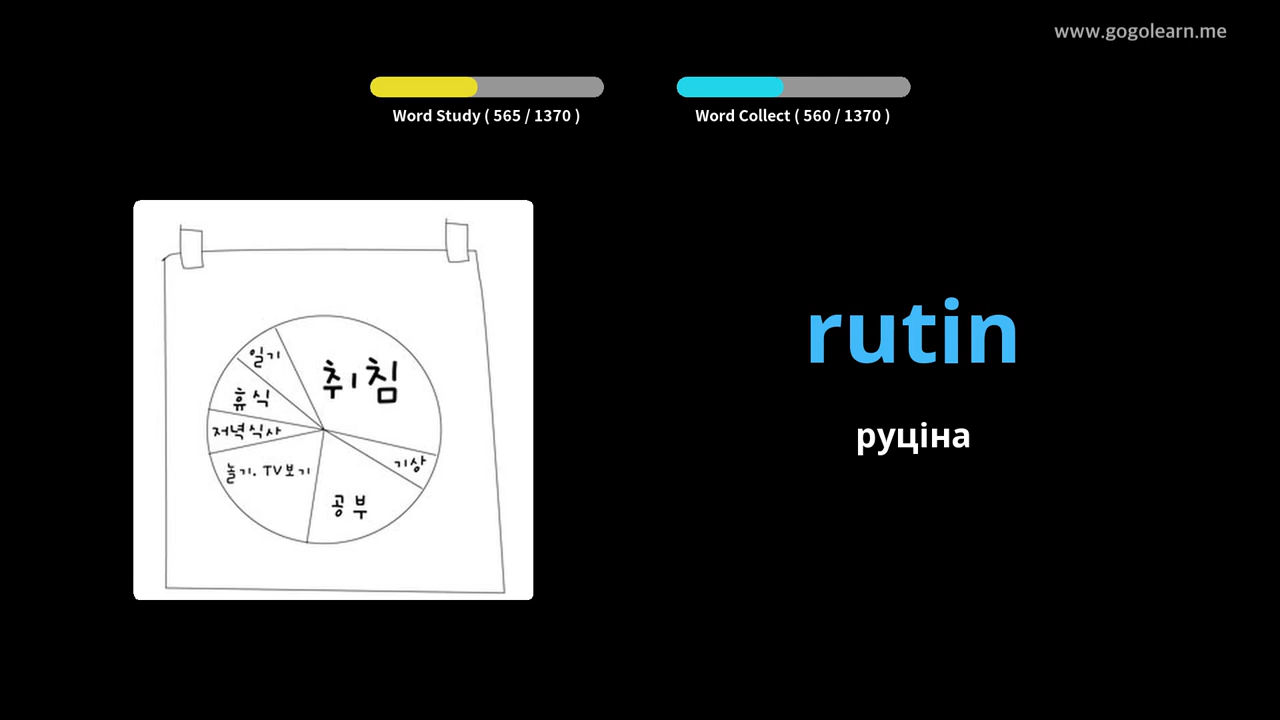 www.gogolearn.me
Word Study ( 565 / 1370 )
Word Collect ( 560 / 1370 )
일기
취침
휴식
저녁식사
기상
놀기. TV보기
공부
rutin
руціна